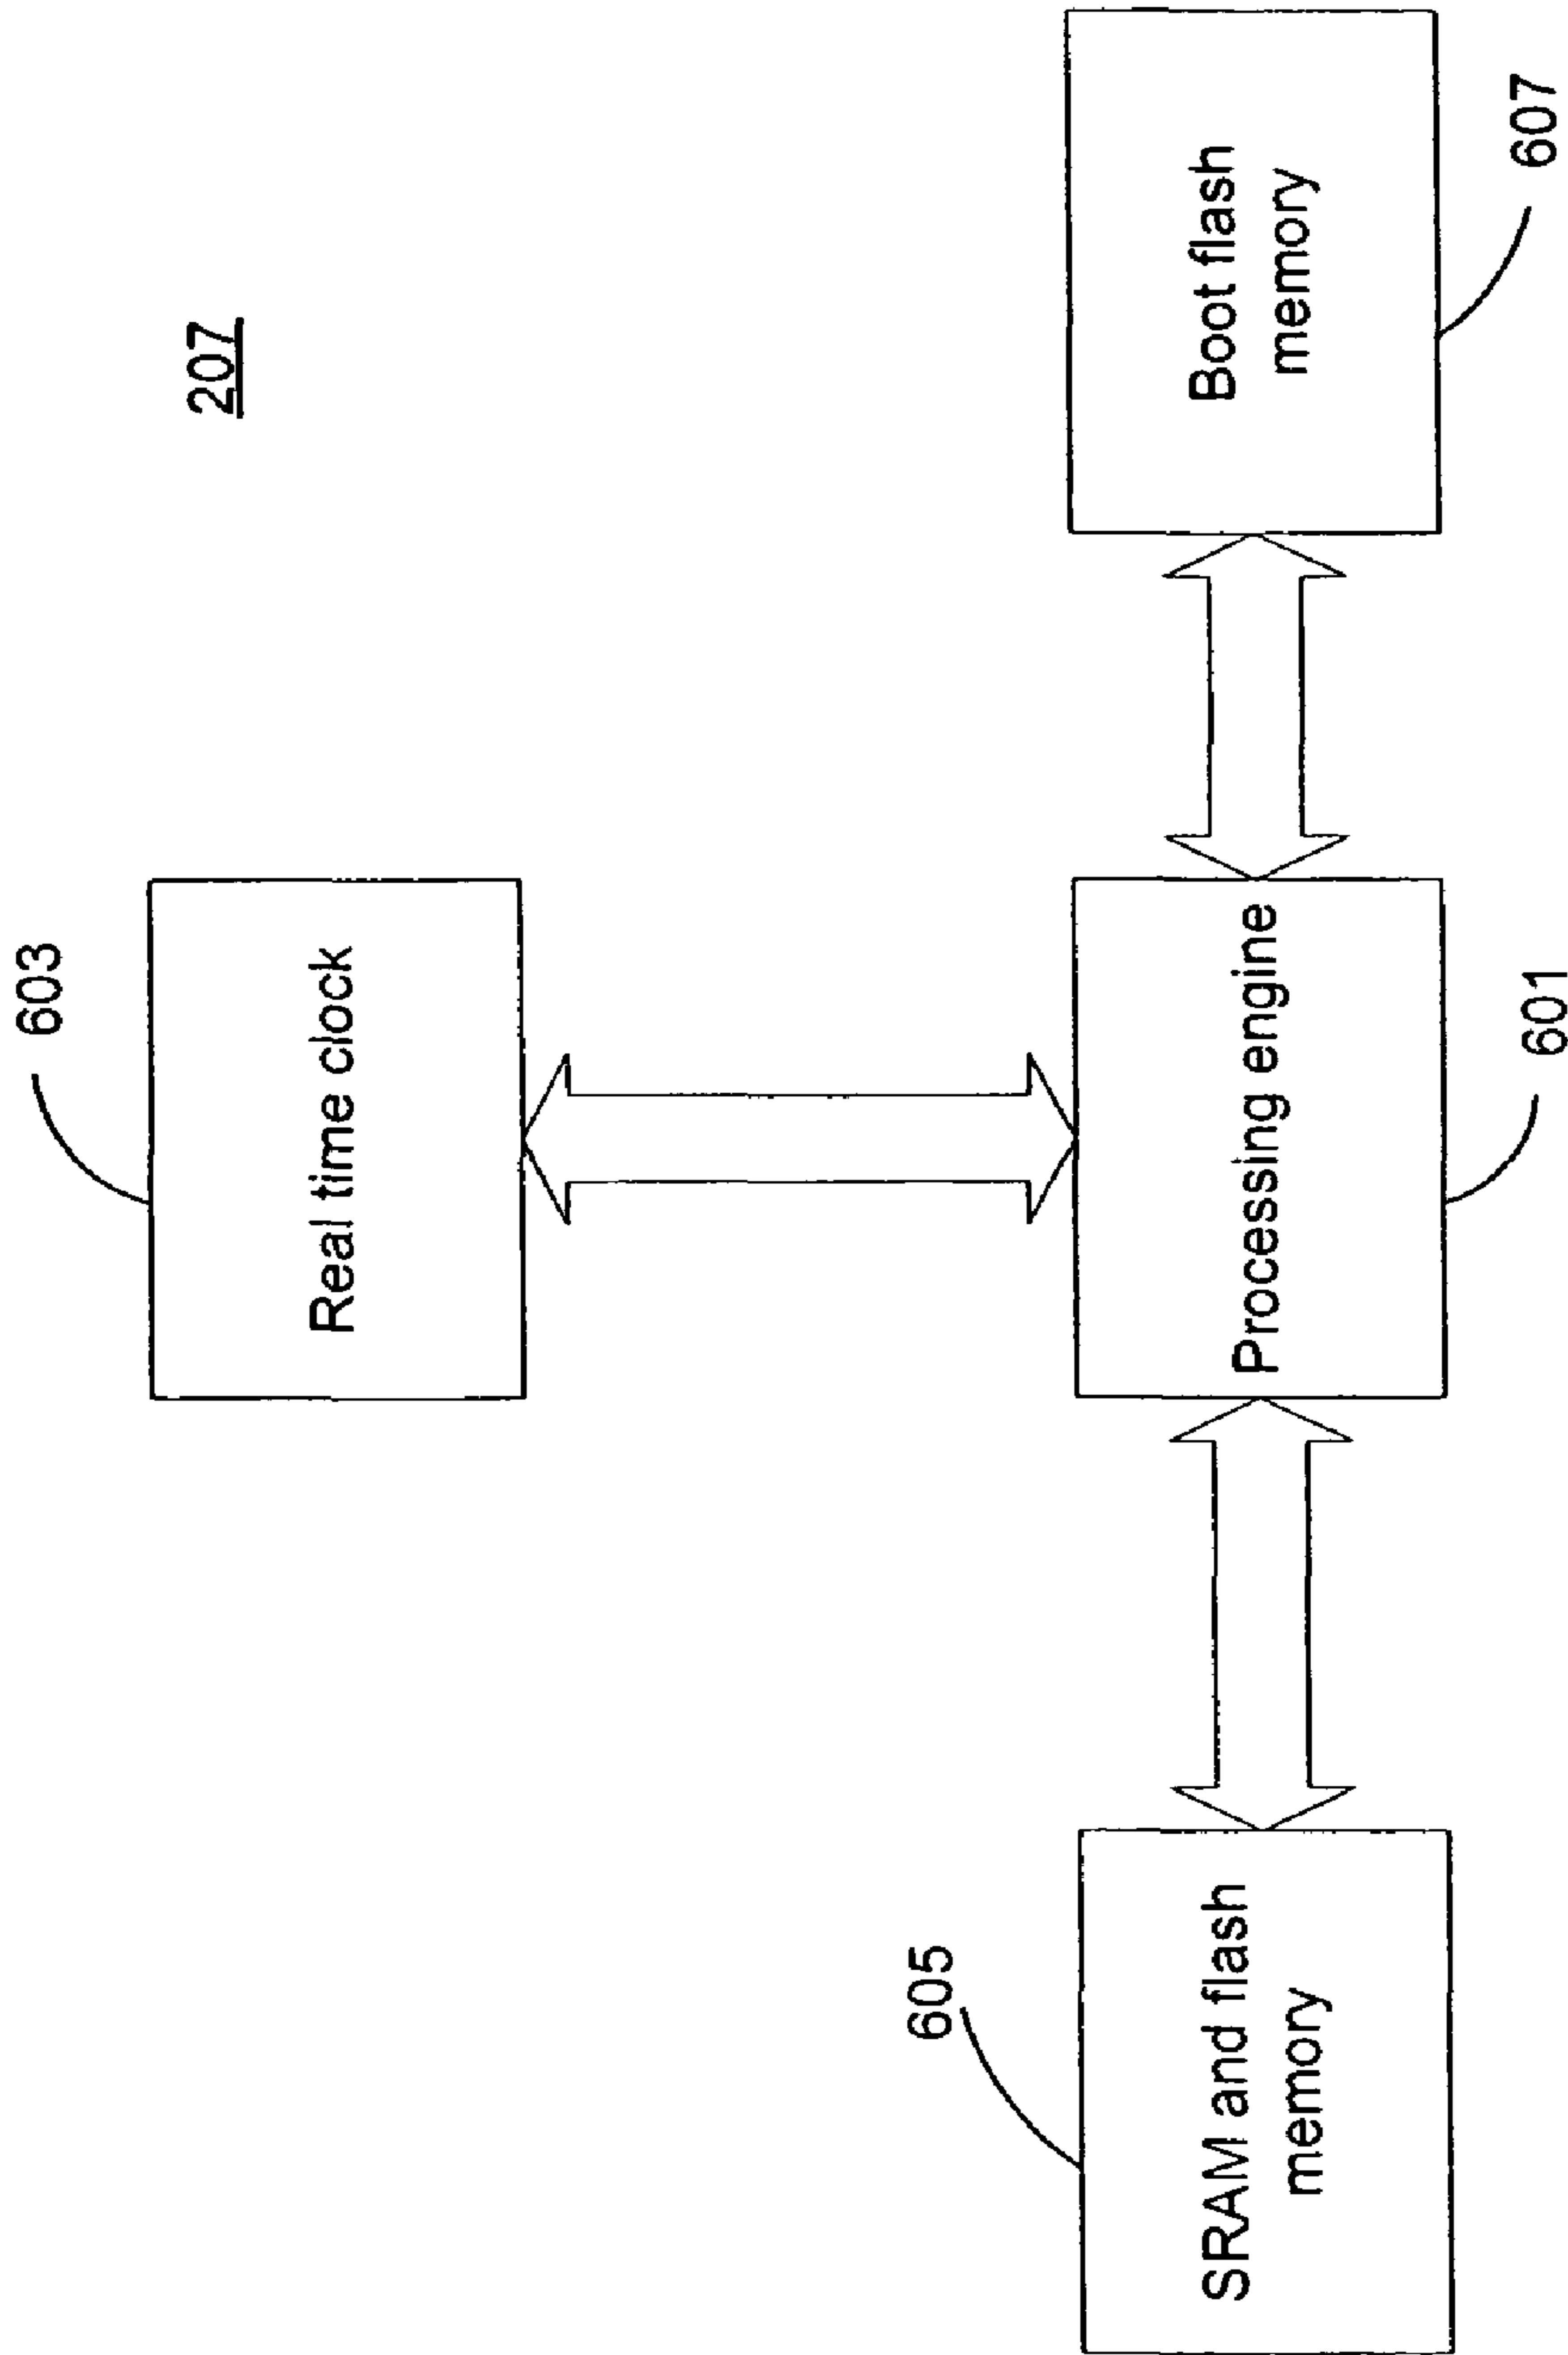 603
Real time clock
207
605
SRAM and flash
memory
Processing engine
601
Boot flash
memory
607